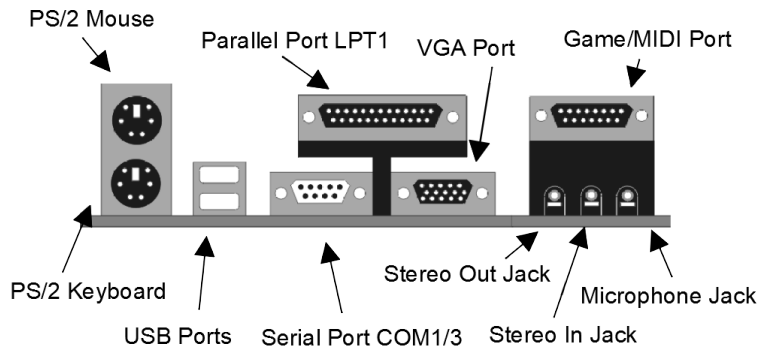 PS/2 Mouse
Parallel Port LPT1
VGA Port
Game/MIDI Port
PS/2 Keyboard
USB Ports
Serial Port COM1/3
Stereo Out Jack
Stereo In Jack
Microphone Jack